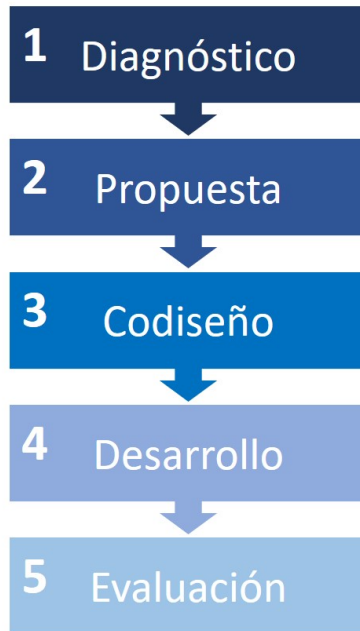 1 Diagnóstico
2 Propuesta
3 Codiseño
4 Desarrollo
5 Evaluación